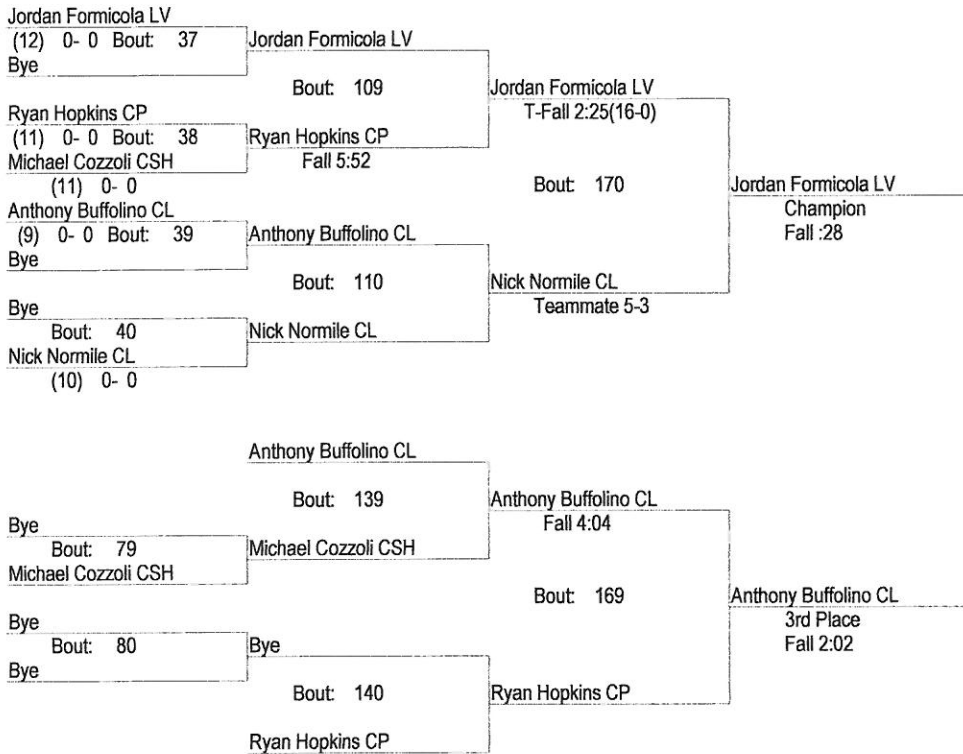 Jordan Formicola LV
(12) 0- 0 Bout: 37
Bye
Jordan Formicola LV
Bout: 109
Ryan Hopkins CP
(11) 0- 0 Bout: 38
Michael Cozzoli CSH
(11) 0- 0
Ryan Hopkins CP
Fall 5:52
Jordan Formicola LV
T-Fall 2:25(16-0)
Bout: 170
Anthony Buffolino CL
(9) 0- 0 Bout: 39
Bye
Anthony Buffolino CL
Bout: 110
Bye
Bout: 40
Nick Normile CL
(10) 0- 0
Nick Normile CL
Nick Normile CL
Teammate 5-3
Jordan Formicola LV
Champion
Fall :28
Anthony Buffolino CL
Bout: 139
Bye
Bout: 79
Michael Cozzoli CSH
Michael Cozzoli CSH
Anthony Buffolino CL
Fall 4:04
Bout: 169
Bye
Bout: 80
Bye
Bye
Bout: 140
Ryan Hopkins CP
Ryan Hopkins CP
Anthony Buffolino CL
3rd Place
Fall 2:02